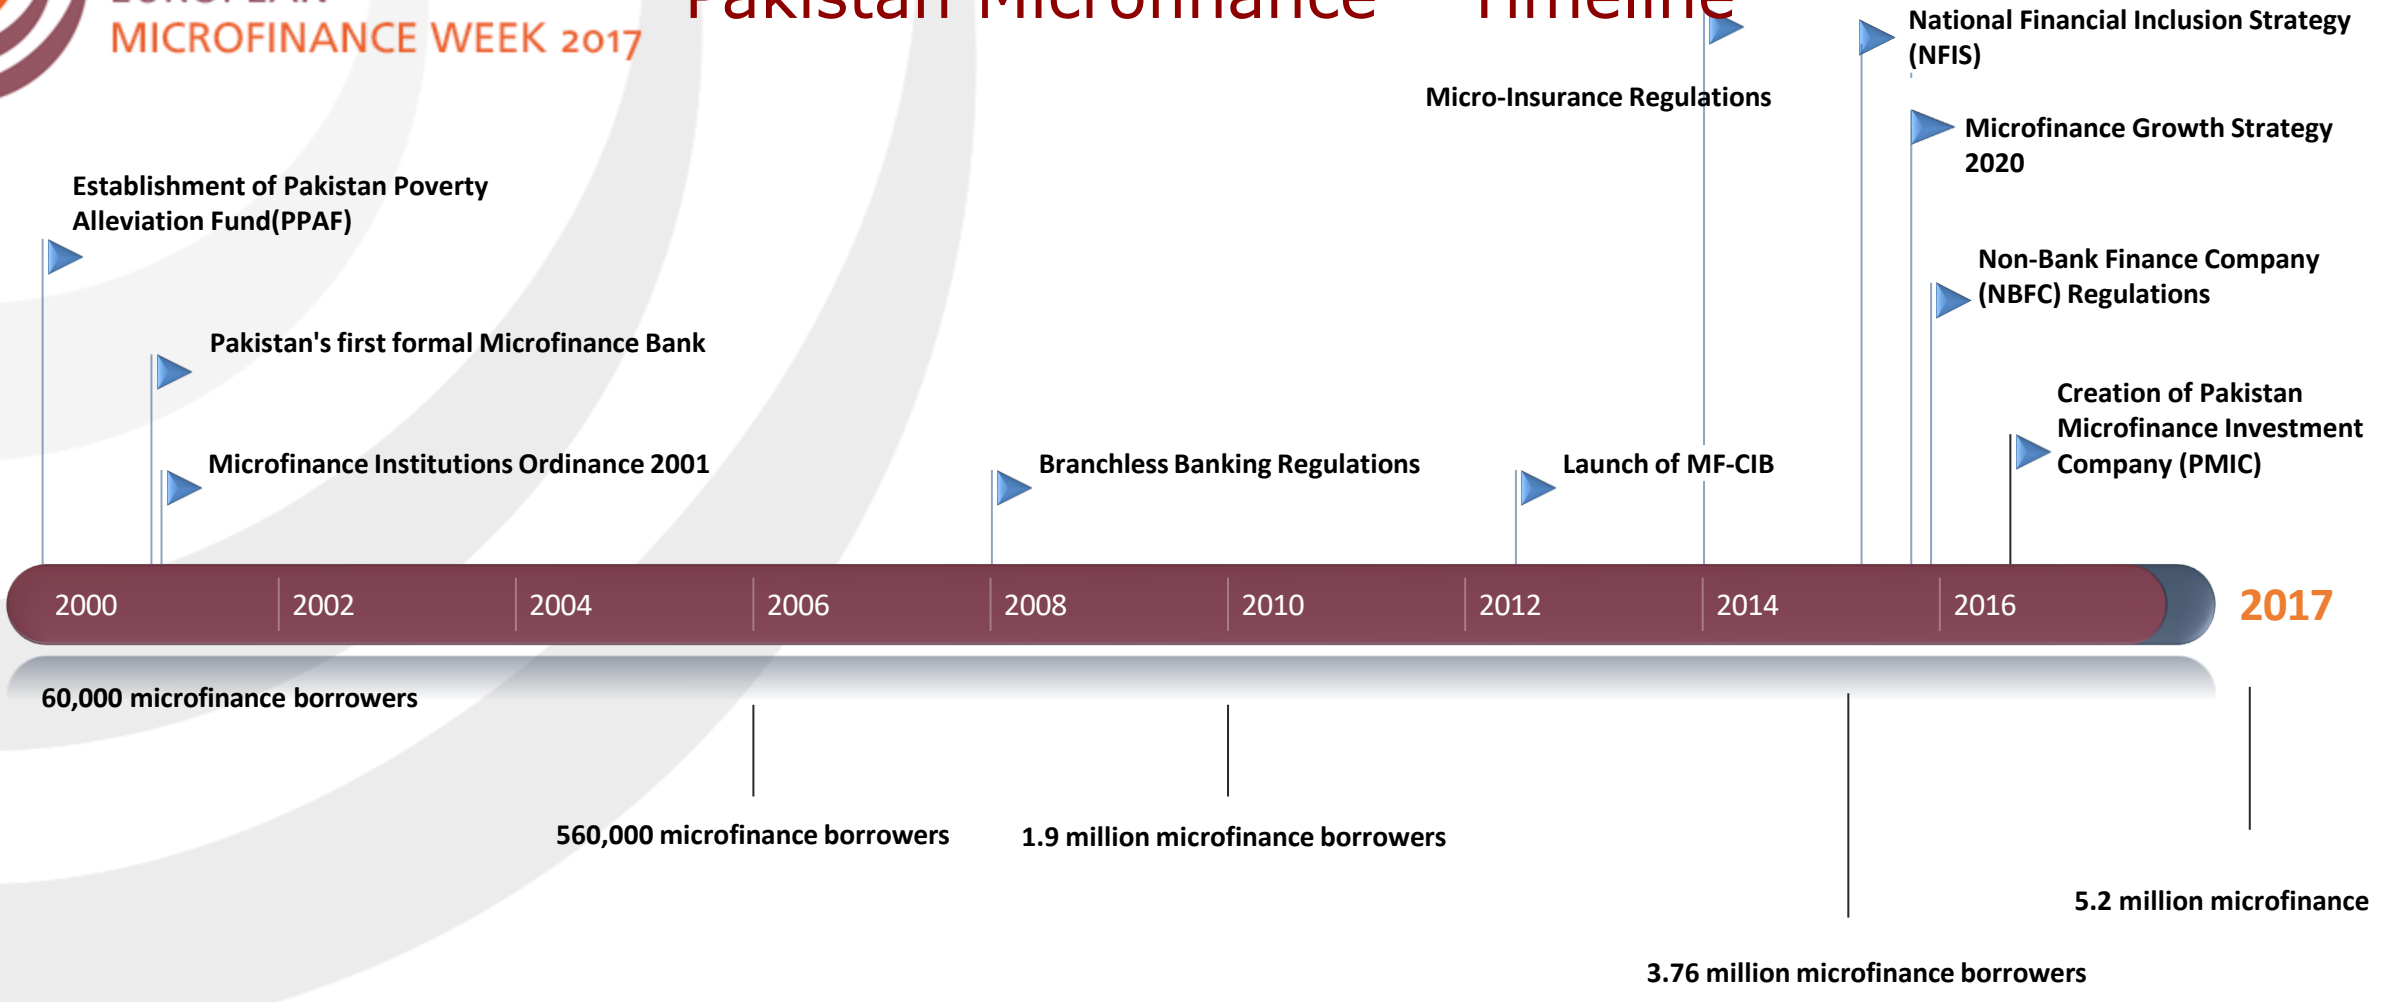 EUROPEAN
MICROFINANCE WEEK 2017
Pakistan Microfinance Timeline
National Financial Inclusion Strategy
(NFIS)
Micro-Insurance Regulations
Microfinance Growth Strategy
2020
Establishment of Pakistan Poverty
Alleviation Fund(PPAF)
Non-Bank Finance Company
(NBFC) Regulations
Pakistan's first formal Microfinance Bank
Creation of Pakistan
Microfinance Investment
Company (PMIC)
Microfinance Institutions Ordinance 2001
Branchless Banking Regulations
Launch of MF-CIB
2000
2002
2004
2006
2008
2010
2012
2014
2016
2017
60,000 microfinance borrowers
560,000 microfinance borrowers
1.9 million microfinance borrowers
5.2 million microfinance
3.76 million microfinance borrowers